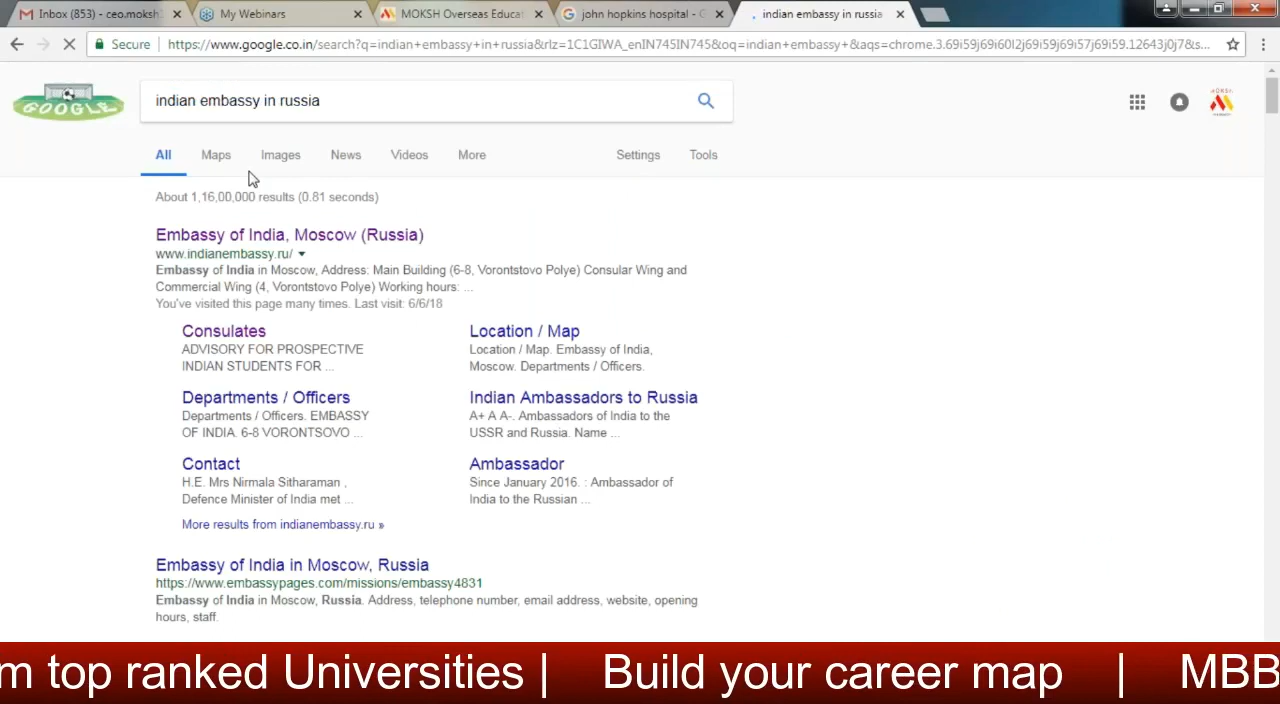 Inbox (853) - ceo.moksh
My Webinars
MOKSH Overseas Educat
john hopkins hospital - G
indian embassy in russia
Secure
https://www.google.co.in/search?q=indian+embassy+in+russia&rlz=1C1GIWA_enIN745IN745&oq=indian+embassy+&aqs=chrome.3.69i59j69i60l2j69i59j69i57j69i59.12643j0j7&s...
GOOGLE
indian embassy in russia
All
Maps
Images
News
Videos
More
Settings
Tools
About 1,16,00,000 results (0.81 seconds)
Embassy of India, Moscow (Russia)
www.indianembassy.ru/
Embassy of India in Moscow, Address: Main Building (6-8, Vorontstovo Polye) Consular Wing and
Commercial Wing (4, Vorontstovo Polye) Working hours: ...
You've visited this page many times. Last visit: 6/6/18
Consulates
ADVISORY FOR PROSPECTIVE
INDIAN STUDENTS FOR ...
Location / Map
Location / Map. Embassy of India,
Moscow. Departments / Officers.
Departments / Officers
Departments / Officers. EMBASSY
OF INDIA. 6-8 VORONTSOVO ...
Indian Ambassadors to Russia
A+ A A-. Ambassadors of India to the
USSR and Russia. Name ...
Contact
H.E. Mrs Nirmala Sitharaman ,
Defence Minister of India met ...
Ambassador
Since January 2016. : Ambassador of
India to the Russian ...
More results from indianembassy.ru »
Embassy of India in Moscow, Russia
https://www.embassypages.com/missions/embassy4831
Embassy of India in Moscow, Russia. Address, telephone number, email address, website, opening
hours, staff.
m top ranked Universities | Build your career map | MBB